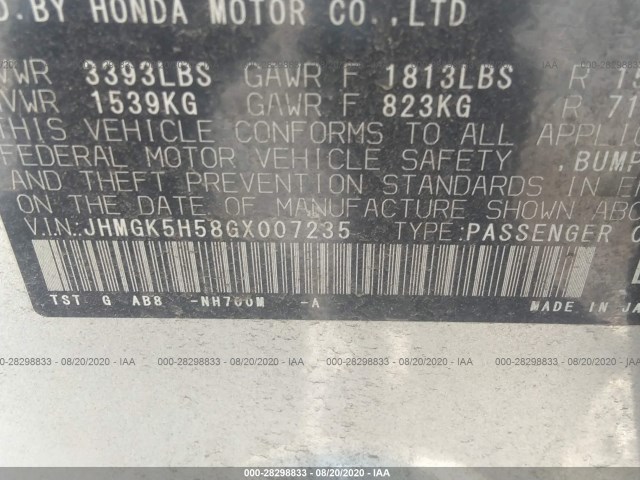 BY HONDA MOTOR CO.,LTD
3393LBS GAWR F 1813LBS R
1539KG GAWR F 823KG R
THIS VEHICLE CONFORMS TO ALL
FEDERAL MOTOR VEHICLE SAFETY ,
AND THEFT PREVENTION STANDARDS IN
ON THE DATE OF MANUFACTURE SHOWN
V.I.N.:JHMGK5H58GX007235 TYPE:PASSENGER
TST G AB8 -NH700M -A
MADE IN
000-28298833 - 08/20/2020 - IAA